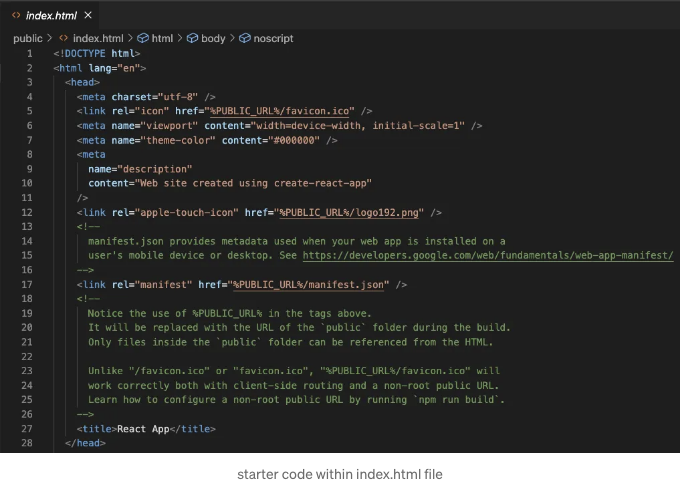 index.html
public > index.html > html > body > noscript
1 <!DOCTYPE html>
2 <html lang="en">
3 <head>
4 <meta charset="utf-8" />
5 <link rel="icon" href="%PUBLIC_URL%/favicon.ico" />
6 <meta name="viewport" content="width=device-width, initial-scale=1" />
7 <meta name="theme-color" content="#000000" />
8 <meta
9 name="description"
10 content="Web site created using create-react-app"
11 />
12 <link rel="apple-touch-icon" href="%PUBLIC_URL%/logo192.png" />
13 <!--
14 manifest.json provides metadata used when your web app is installed on a
15 user's mobile device or desktop. See https://developers.google.com/web/fundamentals/web-app-manifest/
16 -->
17 <link rel="manifest" href="%PUBLIC_URL%/manifest.json" />
18 <!--
19 Notice the use of %PUBLIC_URL% in the tags above.
20 It will be replaced with the URL of the `public` folder during the build.
21 Only files inside the `public` folder can be referenced from the HTML.
22
23 Unlike "/favicon.ico" or "favicon.ico", "%PUBLIC_URL%/favicon.ico" will
24 work correctly both with client-side routing and a non-root public URL.
25 Learn how to configure a non-root public URL by running `npm run build`.
26 -->
27 <title>React App</title>
28 </head>
starter code within index.html file